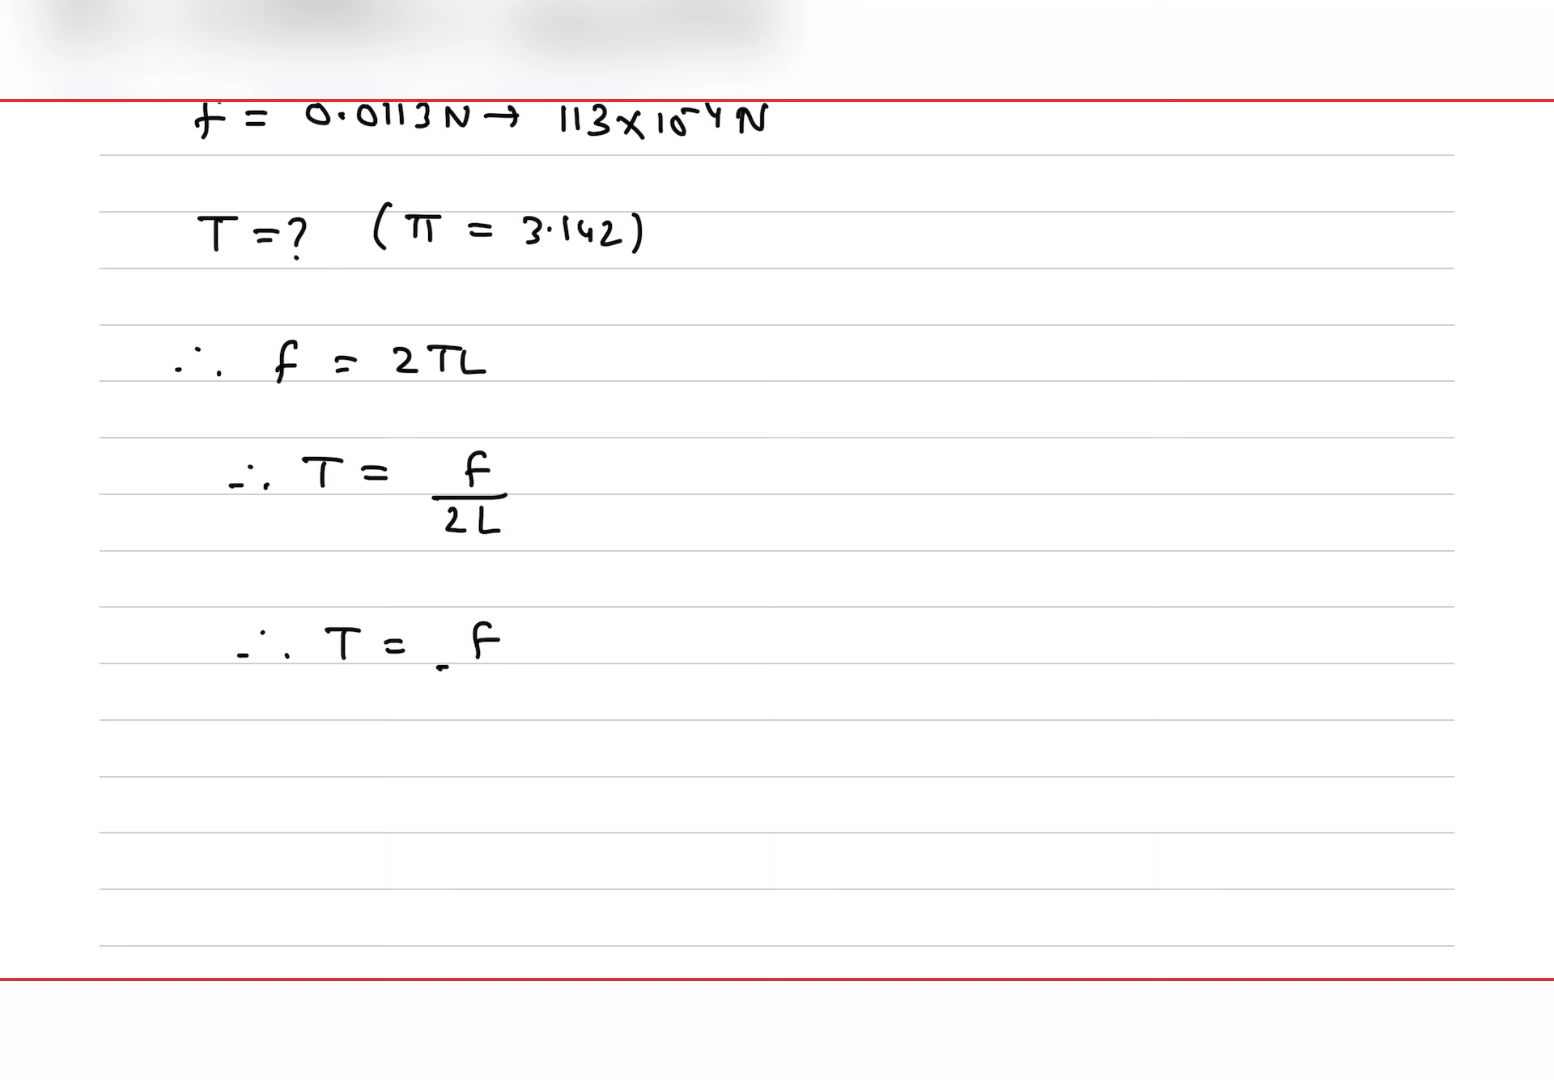 f = 0.0113 N → 113 × 10⁻⁴ N
T = ? (π = 3.142)
∴ f = 2TL
∴ T = f
2L
∴ T = F